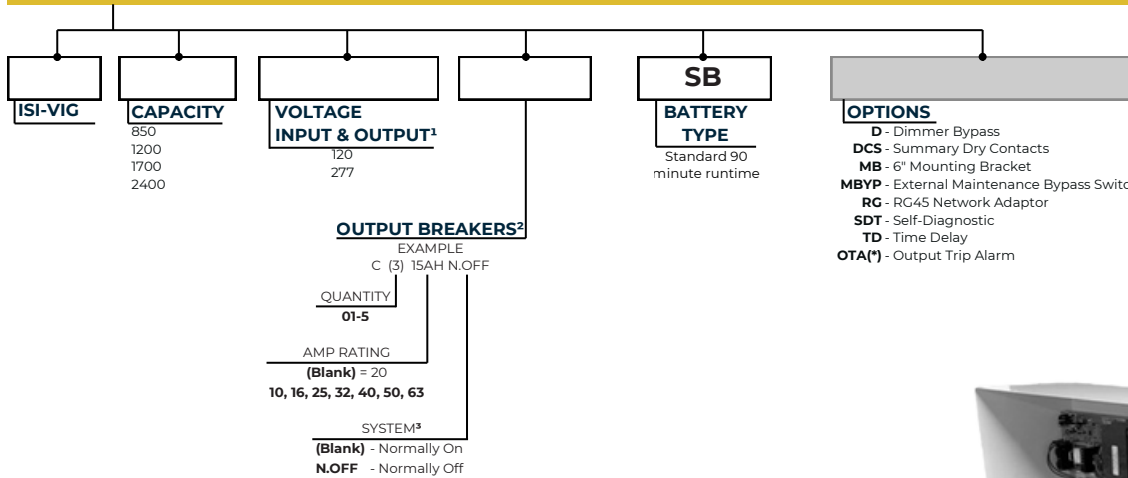 SB
ISI-VIG
CAPACITY
850
1200
1700
2400
VOLTAGE
INPUT & OUTPUT¹
120
277
OUTPUT BREAKERS²
EXAMPLE
C (3) 15AH N.OFF
QUANTITY
01-5
AMP RATING
(Blank) = 20
10, 16, 25, 32, 40, 50, 63
SYSTEM³
(Blank) - Normally On
N.OFF - Normally Off
BATTERY
TYPE
Standard 90
minute runtime
OPTIONS
D - Dimmer Bypass
DCS - Summary Dry Contacts
MB - 6" Mounting Bracket
MBYP - External Maintenance Bypass Switc
RG - RG45 Network Adaptor
SDT - Self-Diagnostic
TD - Time Delay
OTA(*) - Output Trip Alarm